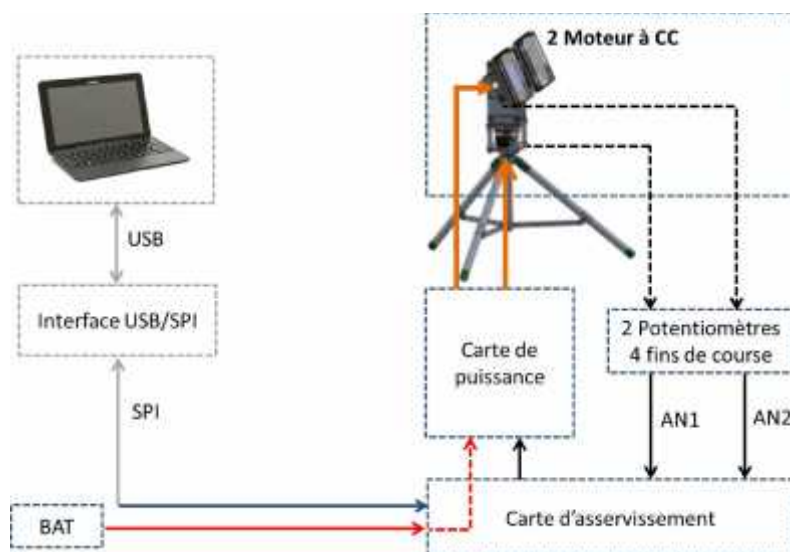 2 Moteur à CC
USB
Interface USB/SPI
SPI
BAT
Carte de
puissance
2 Potentiomètres
4 fins de course
AN1
AN2
Carte d'asservissement